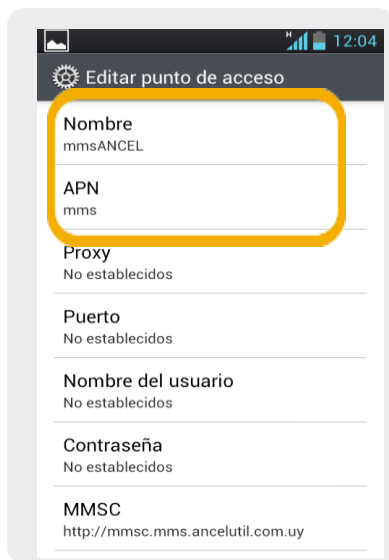 H 12:04
Editar punto de acceso
Nombre
mmsANCEL
APN
mms
Proxy
No establecidos
Puerto
No establecidos
Nombre del usuario
No establecidos
Contraseña
No establecidos
MMSC
http://mmsc.mms.ancelutil.com.uy